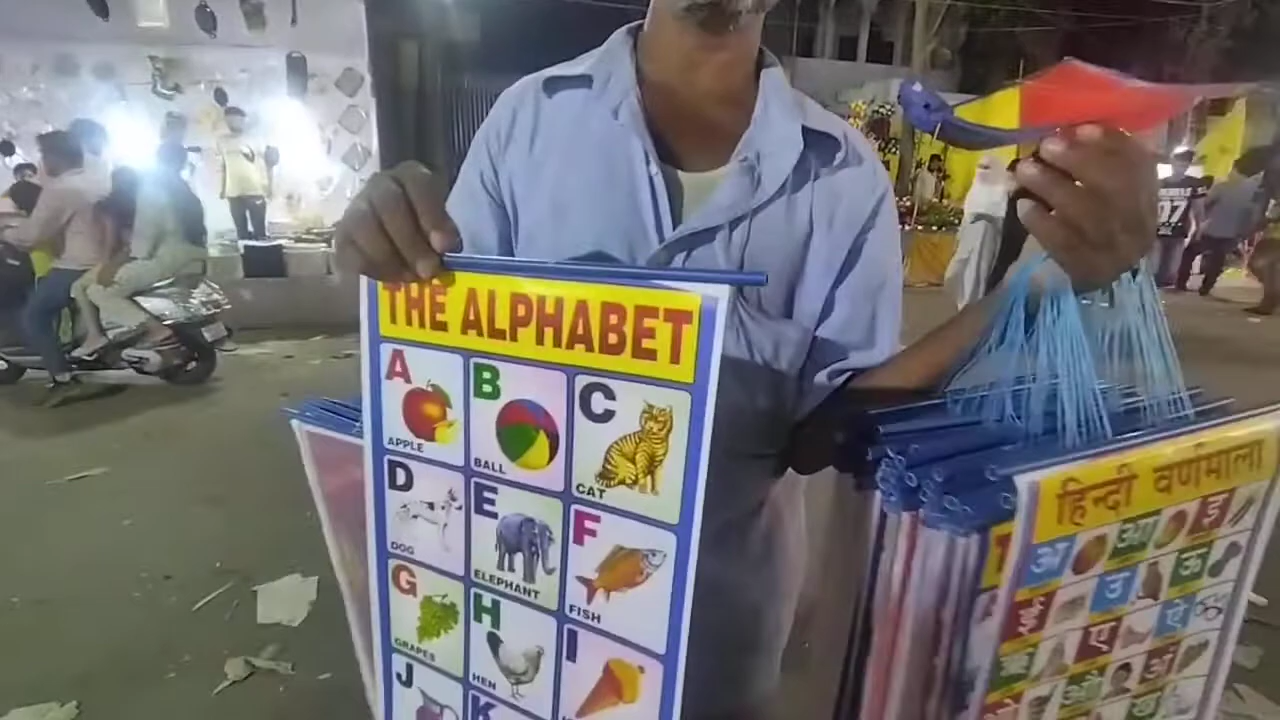 THE ALPHABET
A
APPLE
B
BALL
C
CAT
D
DOG
E
ELEPHANT
F
FISH
G
GRAPES
H
HEN
I
J
K
हिन्दी वर्णमाला
अ
आ
इ
ई
उ
ऊ
ए
ऐ
ओ
अं
07